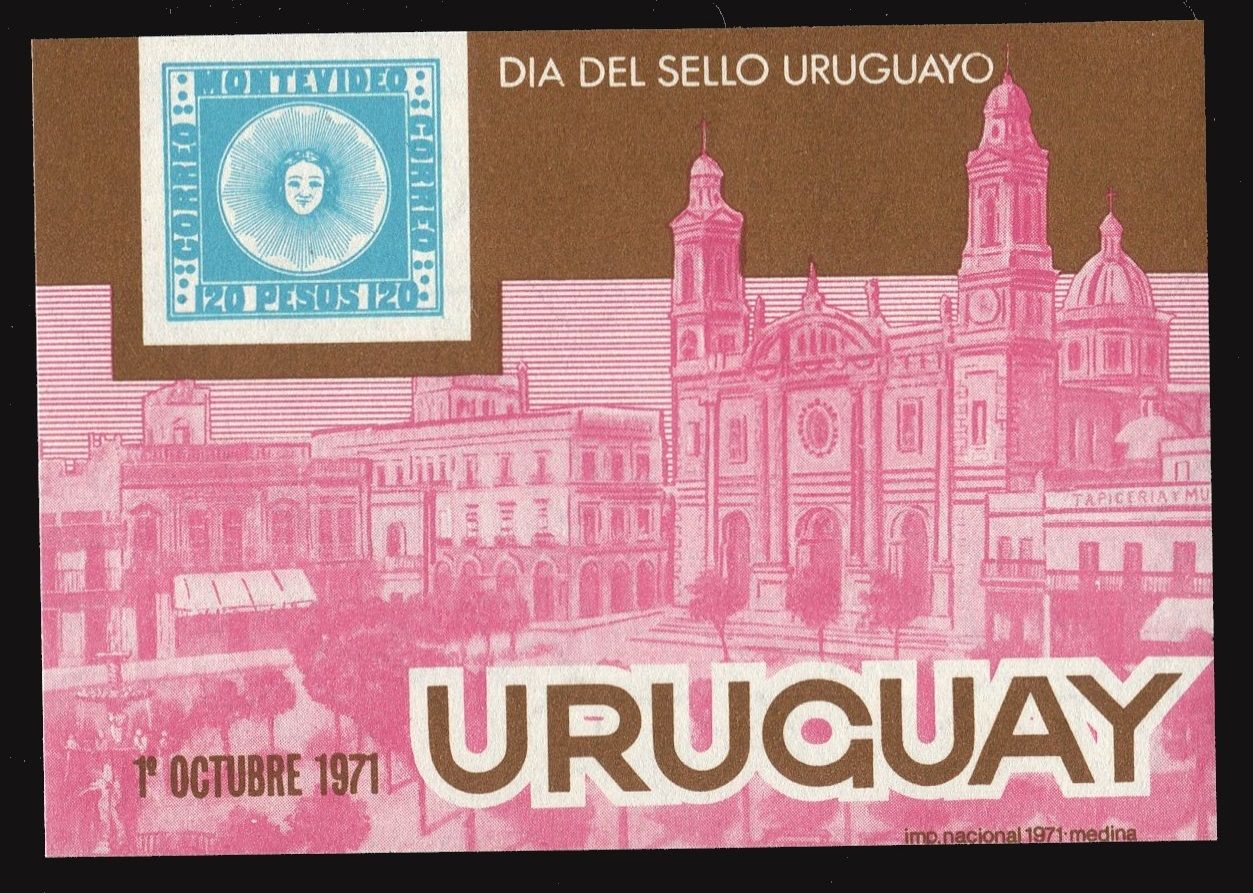 DIA DEL SELLO URUGUAYO
MONTEVIDEO
CORREO
CORREO
120 PESOS 120
TAPICERIA Y MU
URUGUAY
1º OCTUBRE 1971
imp. nacional 1971·medina